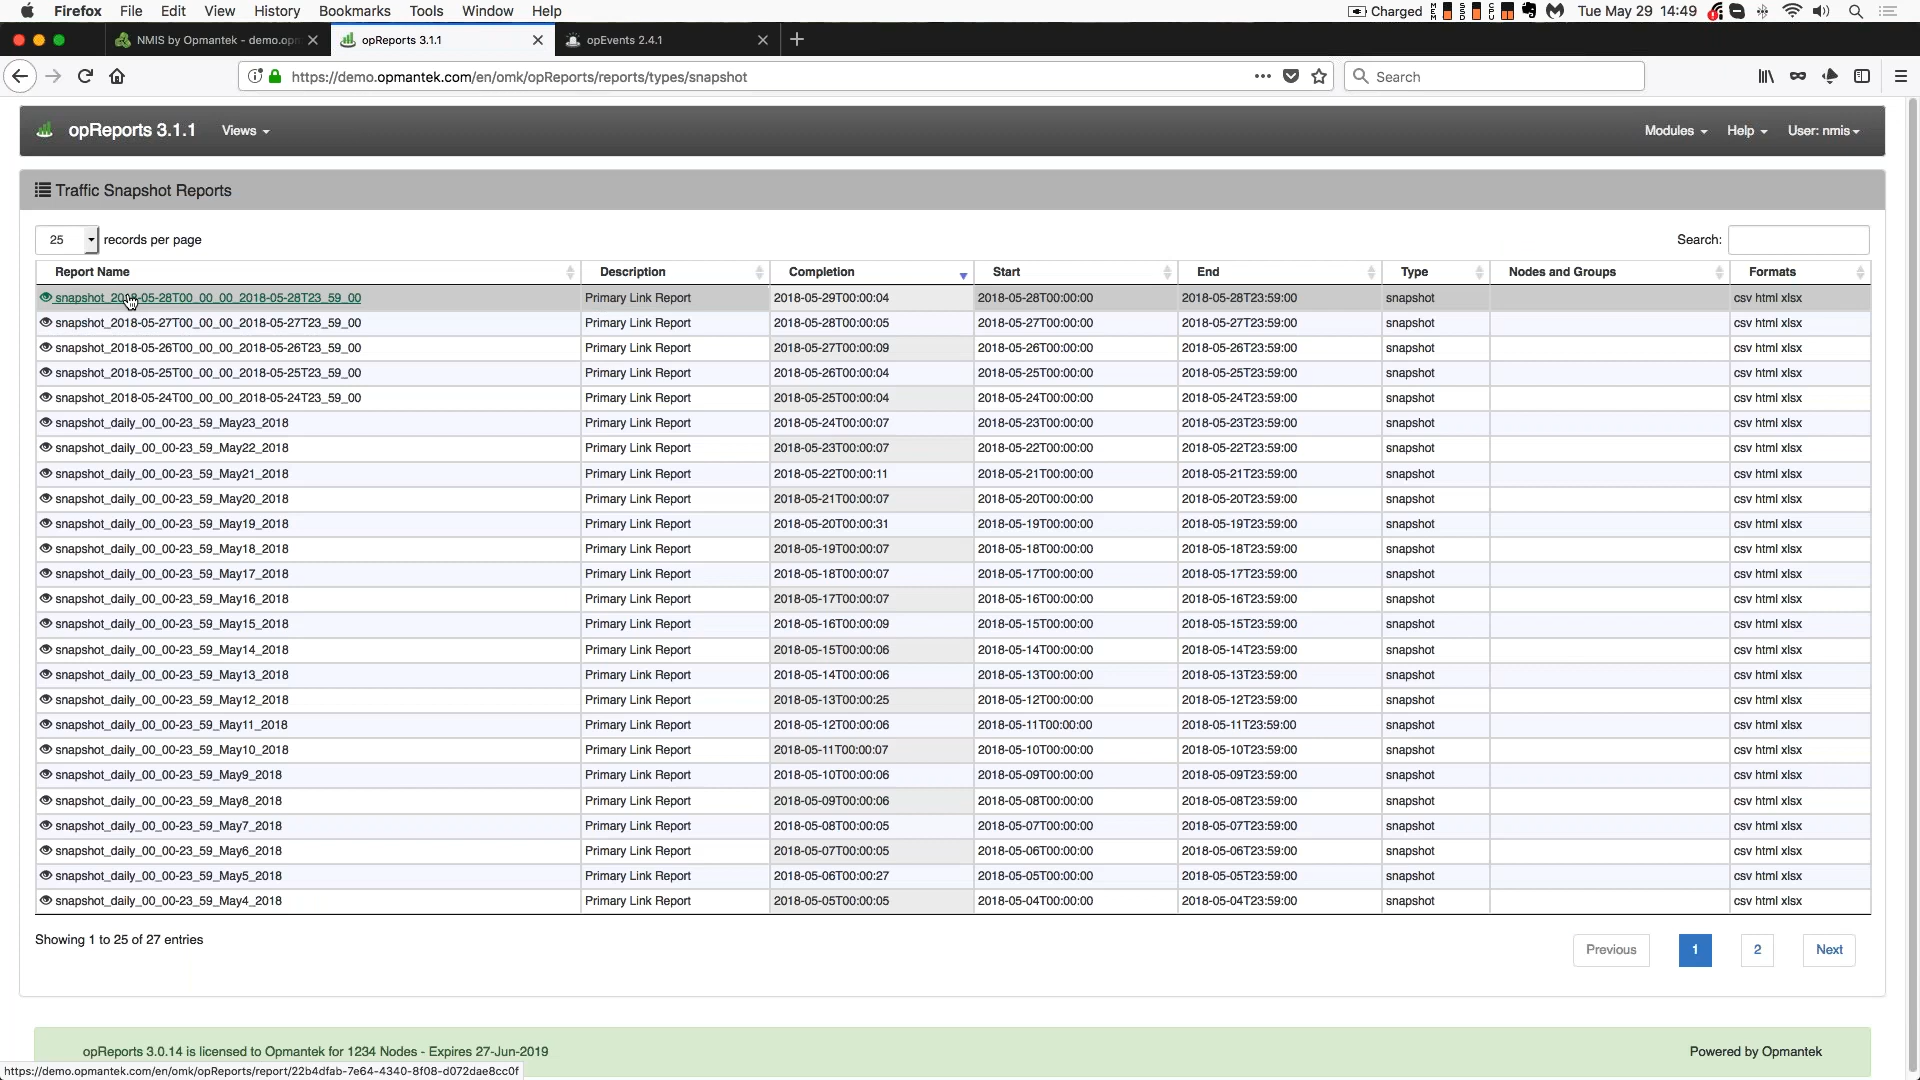 Firefox File Edit View History Bookmarks Tools Window Help Charged Tue May 29 14:49
NMIS by Opmantek - demo.opm opReports 3.1.1 opEvents 2.4.1
https://demo.opmantek.com/en/omk/opReports/reports/types/snapshot Search
opReports 3.1.1 Views Modules Help User: nmis
Traffic Snapshot Reports
25 records per page Search:
Report Name Description Completion Start End Type Nodes and Groups Formats
snapshot_2018-05-28T00_00_00_2018-05-28T23_59_00 Primary Link Report 2018-05-29T00:00:04 2018-05-28T00:00:00 2018-05-28T23:59:00 snapshot csv html xlsx
snapshot_2018-05-27T00_00_00_2018-05-27T23_59_00 Primary Link Report 2018-05-28T00:00:05 2018-05-27T00:00:00 2018-05-27T23:59:00 snapshot csv html xlsx
snapshot_2018-05-26T00_00_00_2018-05-26T23_59_00 Primary Link Report 2018-05-27T00:00:09 2018-05-26T00:00:00 2018-05-26T23:59:00 snapshot csv html xlsx
snapshot_2018-05-25T00_00_00_2018-05-25T23_59_00 Primary Link Report 2018-05-26T00:00:04 2018-05-25T00:00:00 2018-05-25T23:59:00 snapshot csv html xlsx
snapshot_2018-05-24T00_00_00_2018-05-24T23_59_00 Primary Link Report 2018-05-25T00:00:04 2018-05-24T00:00:00 2018-05-24T23:59:00 snapshot csv html xlsx
snapshot_daily_00_00-23_59_May23_2018 Primary Link Report 2018-05-24T00:00:07 2018-05-23T00:00:00 2018-05-23T23:59:00 snapshot csv html xlsx
snapshot_daily_00_00-23_59_May22_2018 Primary Link Report 2018-05-23T00:00:07 2018-05-22T00:00:00 2018-05-22T23:59:00 snapshot csv html xlsx
snapshot_daily_00_00-23_59_May21_2018 Primary Link Report 2018-05-22T00:00:11 2018-05-21T00:00:00 2018-05-21T23:59:00 snapshot csv html xlsx
snapshot_daily_00_00-23_59_May20_2018 Primary Link Report 2018-05-21T00:00:07 2018-05-20T00:00:00 2018-05-20T23:59:00 snapshot csv html xlsx
snapshot_daily_00_00-23_59_May19_2018 Primary Link Report 2018-05-20T00:00:31 2018-05-19T00:00:00 2018-05-19T23:59:00 snapshot csv html xlsx
snapshot_daily_00_00-23_59_May18_2018 Primary Link Report 2018-05-19T00:00:07 2018-05-18T00:00:00 2018-05-18T23:59:00 snapshot csv html xlsx
snapshot_daily_00_00-23_59_May17_2018 Primary Link Report 2018-05-18T00:00:07 2018-05-17T00:00:00 2018-05-17T23:59:00 snapshot csv html xlsx
snapshot_daily_00_00-23_59_May16_2018 Primary Link Report 2018-05-17T00:00:07 2018-05-16T00:00:00 2018-05-16T23:59:00 snapshot csv html xlsx
snapshot_daily_00_00-23_59_May15_2018 Primary Link Report 2018-05-16T00:00:09 2018-05-15T00:00:00 2018-05-15T23:59:00 snapshot csv html xlsx
snapshot_daily_00_00-23_59_May14_2018 Primary Link Report 2018-05-15T00:00:06 2018-05-14T00:00:00 2018-05-14T23:59:00 snapshot csv html xlsx
snapshot_daily_00_00-23_59_May13_2018 Primary Link Report 2018-05-14T00:00:06 2018-05-13T00:00:00 2018-05-13T23:59:00 snapshot csv html xlsx
snapshot_daily_00_00-23_59_May12_2018 Primary Link Report 2018-05-13T00:00:25 2018-05-12T00:00:00 2018-05-12T23:59:00 snapshot csv html xlsx
snapshot_daily_00_00-23_59_May11_2018 Primary Link Report 2018-05-12T00:00:06 2018-05-11T00:00:00 2018-05-11T23:59:00 snapshot csv html xlsx
snapshot_daily_00_00-23_59_May10_2018 Primary Link Report 2018-05-11T00:00:07 2018-05-10T00:00:00 2018-05-10T23:59:00 snapshot csv html xlsx
snapshot_daily_00_00-23_59_May9_2018 Primary Link Report 2018-05-10T00:00:06 2018-05-09T00:00:00 2018-05-09T23:59:00 snapshot csv html xlsx
snapshot_daily_00_00-23_59_May8_2018 Primary Link Report 2018-05-09T00:00:06 2018-05-08T00:00:00 2018-05-08T23:59:00 snapshot csv html xlsx
snapshot_daily_00_00-23_59_May7_2018 Primary Link Report 2018-05-08T00:00:05 2018-05-07T00:00:00 2018-05-07T23:59:00 snapshot csv html xlsx
snapshot_daily_00_00-23_59_May6_2018 Primary Link Report 2018-05-07T00:00:05 2018-05-06T00:00:00 2018-05-06T23:59:00 snapshot csv html xlsx
snapshot_daily_00_00-23_59_May5_2018 Primary Link Report 2018-05-06T00:00:27 2018-05-05T00:00:00 2018-05-05T23:59:00 snapshot csv html xlsx
snapshot_daily_00_00-23_59_May4_2018 Primary Link Report 2018-05-05T00:00:05 2018-05-04T00:00:00 2018-05-04T23:59:00 snapshot csv html xlsx
Showing 1 to 25 of 27 entries Previous 1 2 Next
opReports 3.0.14 is licensed to Opmantek for 1234 Nodes - Expires 27-Jun-2019 Powered by Opmantek
https://demo.opmantek.com/en/omk/opReports/report/22b4dfab-7e64-4340-8f08-d072dae8cc0f